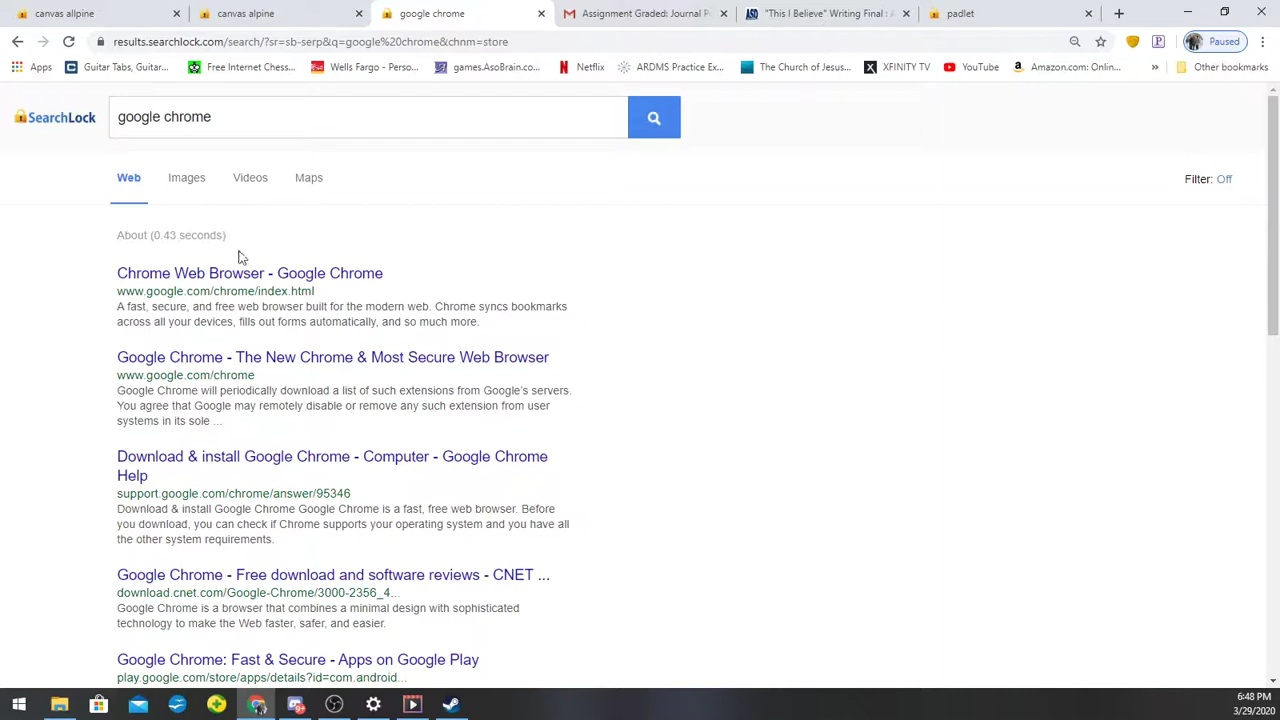 canvas allpine
canvas alpine
google chrome
Assignment Graded: Journal P
"This I Believe" Writing Final : A
padlet
results.searchlock.com/search/?sr=sb-serp&q=google%20chrome&chnm=store
Paused
Apps
Guitar Tabs, Guitar...
Free Internet Chess...
Wells Fargo - Perso...
games.AsoBrain.co...
Netflix
ARDMS Practice Ex...
The Church of Jesus...
XFINITY TV
YouTube
Amazon.com: Onlin...
»
Other bookmarks
SearchLock
google chrome
Web
Images
Videos
Maps
Filter: Off
About (0.43 seconds)
Chrome Web Browser - Google Chrome
www.google.com/chrome/index.html
A fast, secure, and free web browser built for the modern web. Chrome syncs bookmarks
across all your devices, fills out forms automatically, and so much more.
Google Chrome - The New Chrome & Most Secure Web Browser
www.google.com/chrome
Google Chrome will periodically download a list of such extensions from Google's servers.
You agree that Google may remotely disable or remove any such extension from user
systems in its sole ...
Download & install Google Chrome - Computer - Google Chrome
Help
support.google.com/chrome/answer/95346
Download & install Google Chrome Google Chrome is a fast, free web browser. Before
you download, you can check if Chrome supports your operating system and you have all
the other system requirements.
Google Chrome - Free download and software reviews - CNET ...
download.cnet.com/Google-Chrome/3000-2356_4...
Google Chrome is a browser that combines a minimal design with sophisticated
technology to make the Web faster, safer, and easier.
Google Chrome: Fast & Secure - Apps on Google Play
play.google.com/store/apps/details?id=com.android...
6:48 PM
3/29/2020